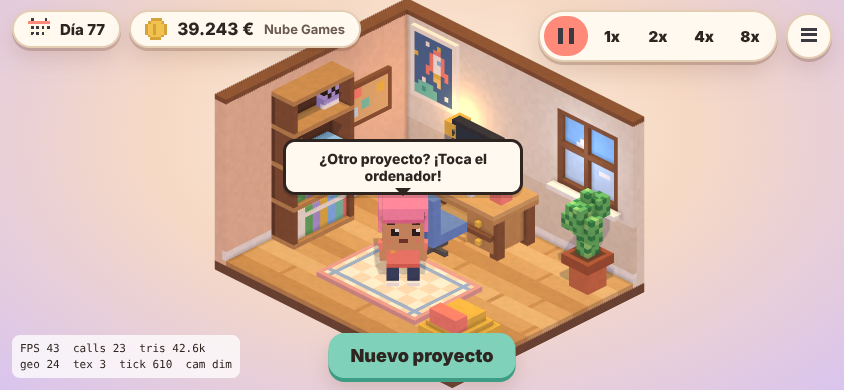 Día 77
39.243 € Nube Games
1x 2x 4x 8x
¿Otro proyecto? ¡Toca el
ordenador!
Nuevo proyecto
FPS 43 calls 23 tris 42.6k
geo 24 tex 3 tick 610 cam dim